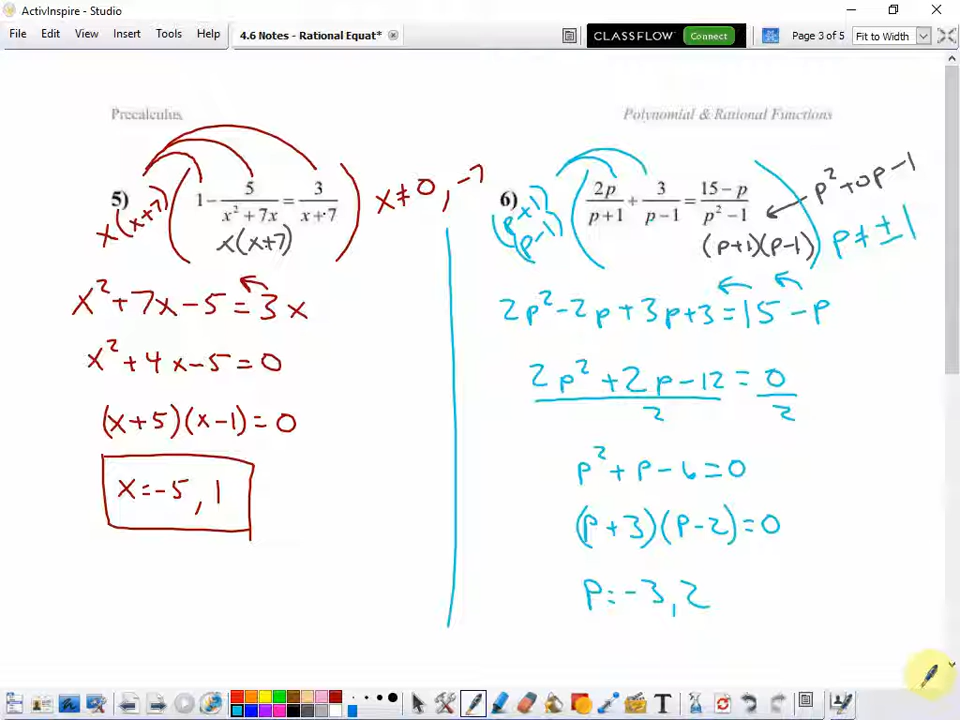 ActivInspire - Studio
File Edit View Insert Tools Help 4.6 Notes - Rational Equat* CLASSFLOW Connect Page 3 of 5 Fit to Width
Precalculus
Polynomial & Rational Functions
5) x(x+7) ( 1 - 5/(x² + 7x) = 3/(x + 7) ) x ≠ 0, -7
x(x+7)
x² + 7x - 5 = 3x
x² + 4x - 5 = 0
(x + 5)(x - 1) = 0
x = -5, 1
6) (p+1)(p-1) ( 2p/(p+1) + 3/(p-1) = (15-p)/(p²-1) ) ← p² + 0p - 1
(p+1)(p-1) p ≠ ±1
2p² - 2p + 3p + 3 = 15 - p
2p² + 2p - 12 = 0
2 2
p² + p - 6 = 0
(p + 3)(p - 2) = 0
p = -3, 2